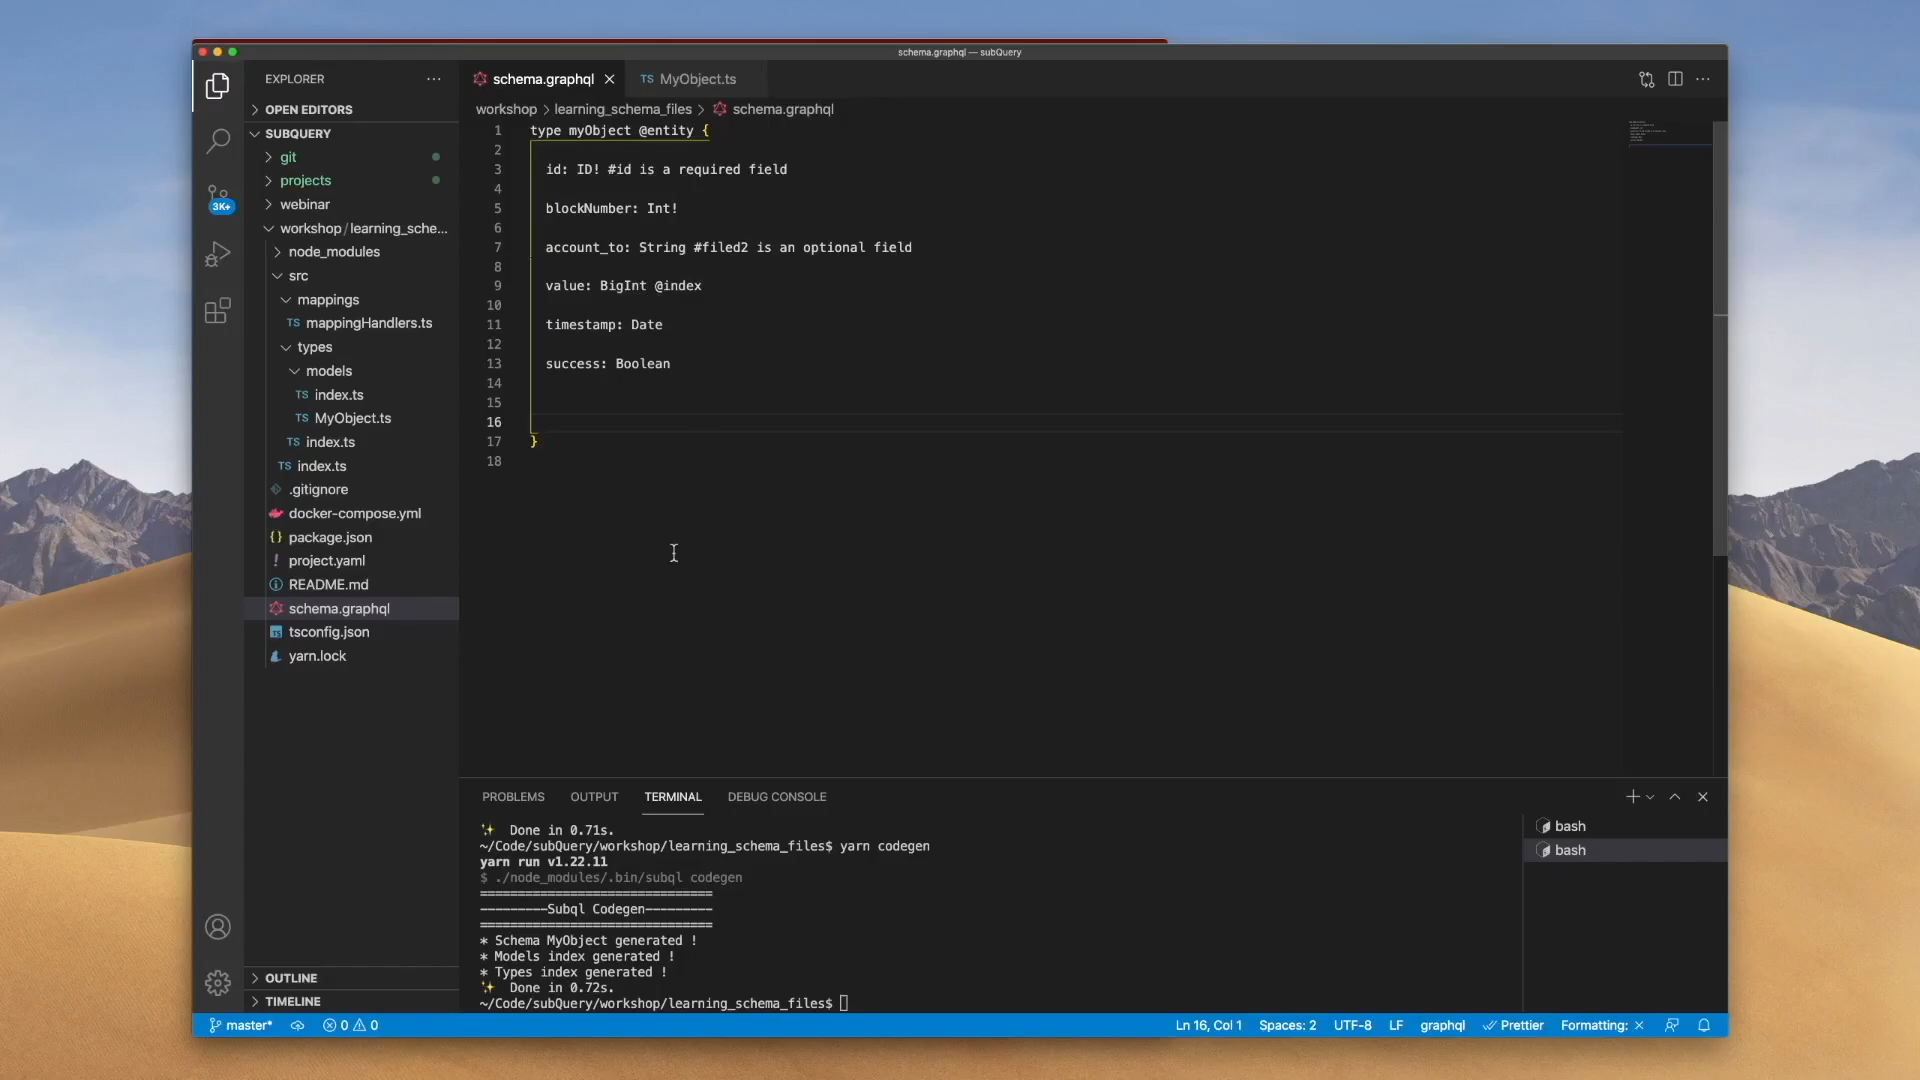 schema.graphql — subQuery
EXPLORER
OPEN EDITORS
SUBQUERY
git
projects
webinar
workshop / learning_sche...
node_modules
src
mappings
TS mappingHandlers.ts
types
models
TS index.ts
TS MyObject.ts
TS index.ts
TS index.ts
.gitignore
docker-compose.yml
{} package.json
! project.yaml
README.md
schema.graphql
TS tsconfig.json
yarn.lock
OUTLINE
TIMELINE
3K+
schema.graphql
TS MyObject.ts
workshop > learning_schema_files > schema.graphql
1 type myObject @entity {
2
3 id: ID! #id is a required field
4
5 blockNumber: Int!
6
7 account_to: String #filed2 is an optional field
8
9 value: BigInt @index
10
11 timestamp: Date
12
13 success: Boolean
14
15
16
17 }
18
PROBLEMS OUTPUT TERMINAL DEBUG CONSOLE
✨ Done in 0.71s.
~/Code/subQuery/workshop/learning_schema_files$ yarn codegen
yarn run v1.22.11
$ ./node_modules/.bin/subql codegen
===============================
---------Subql Codegen---------
===============================
* Schema MyObject generated !
* Models index generated !
* Types index generated !
✨ Done in 0.72s.
~/Code/subQuery/workshop/learning_schema_files$
bash
bash
master* 0 0 Ln 16, Col 1 Spaces: 2 UTF-8 LF graphql Prettier Formatting: ×